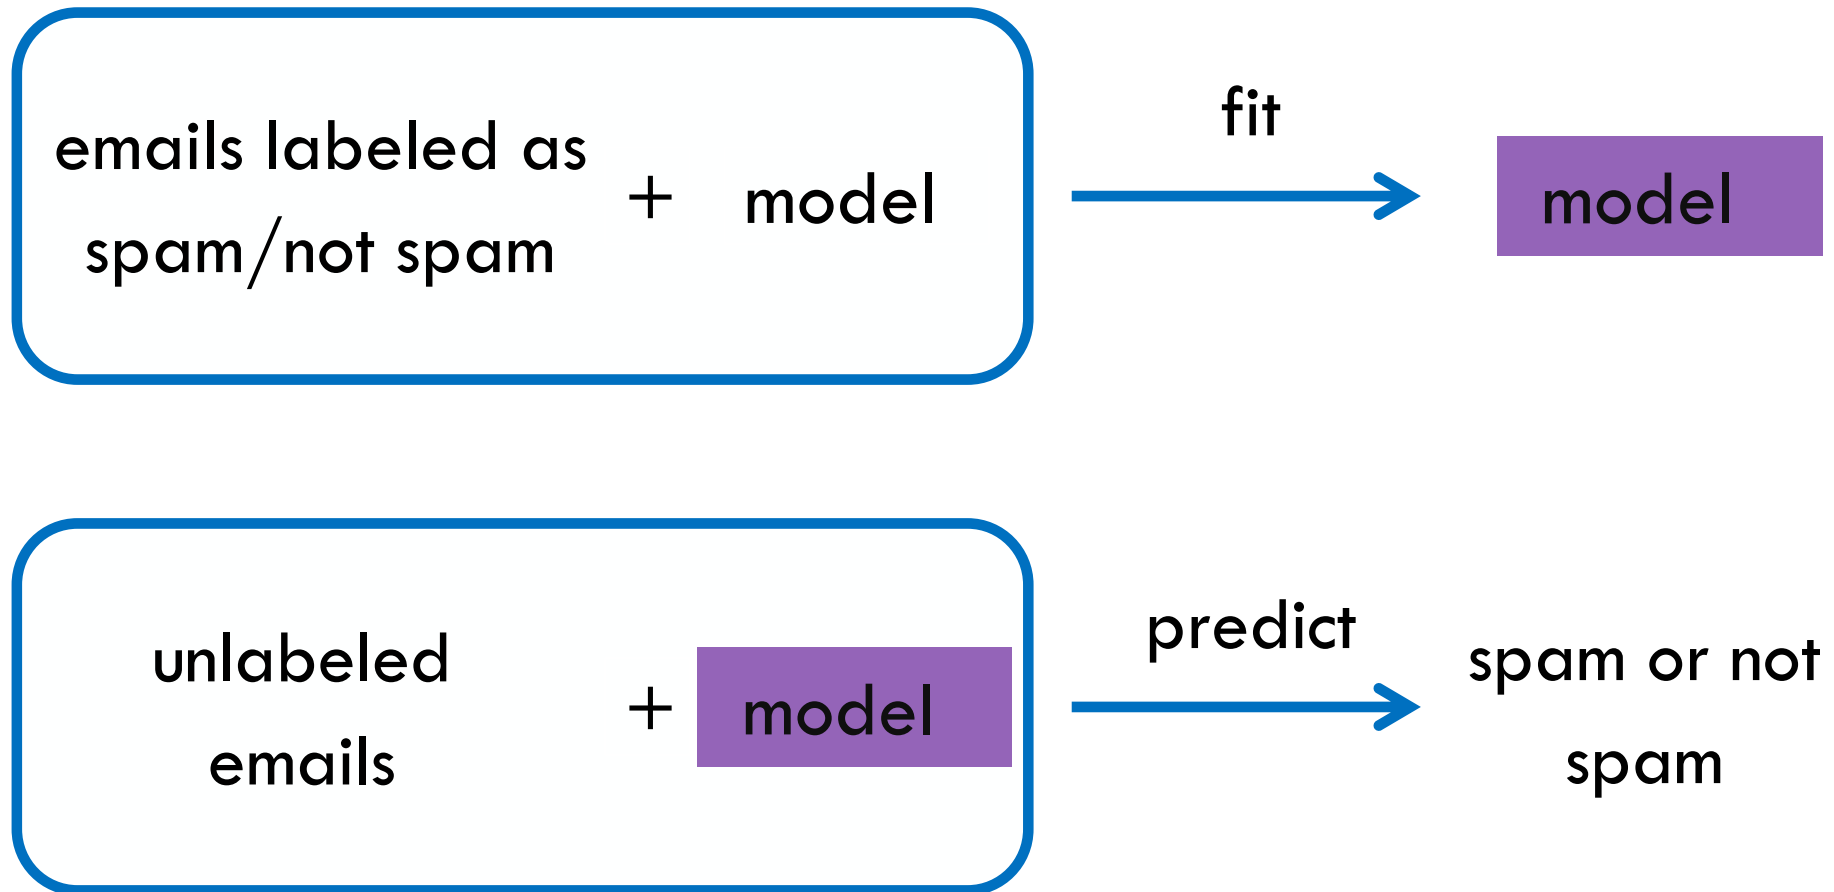 fit
emails labeled as
spam/not spam
+
model
model
predict
unlabeled
emails
+
model
spam or not
spam